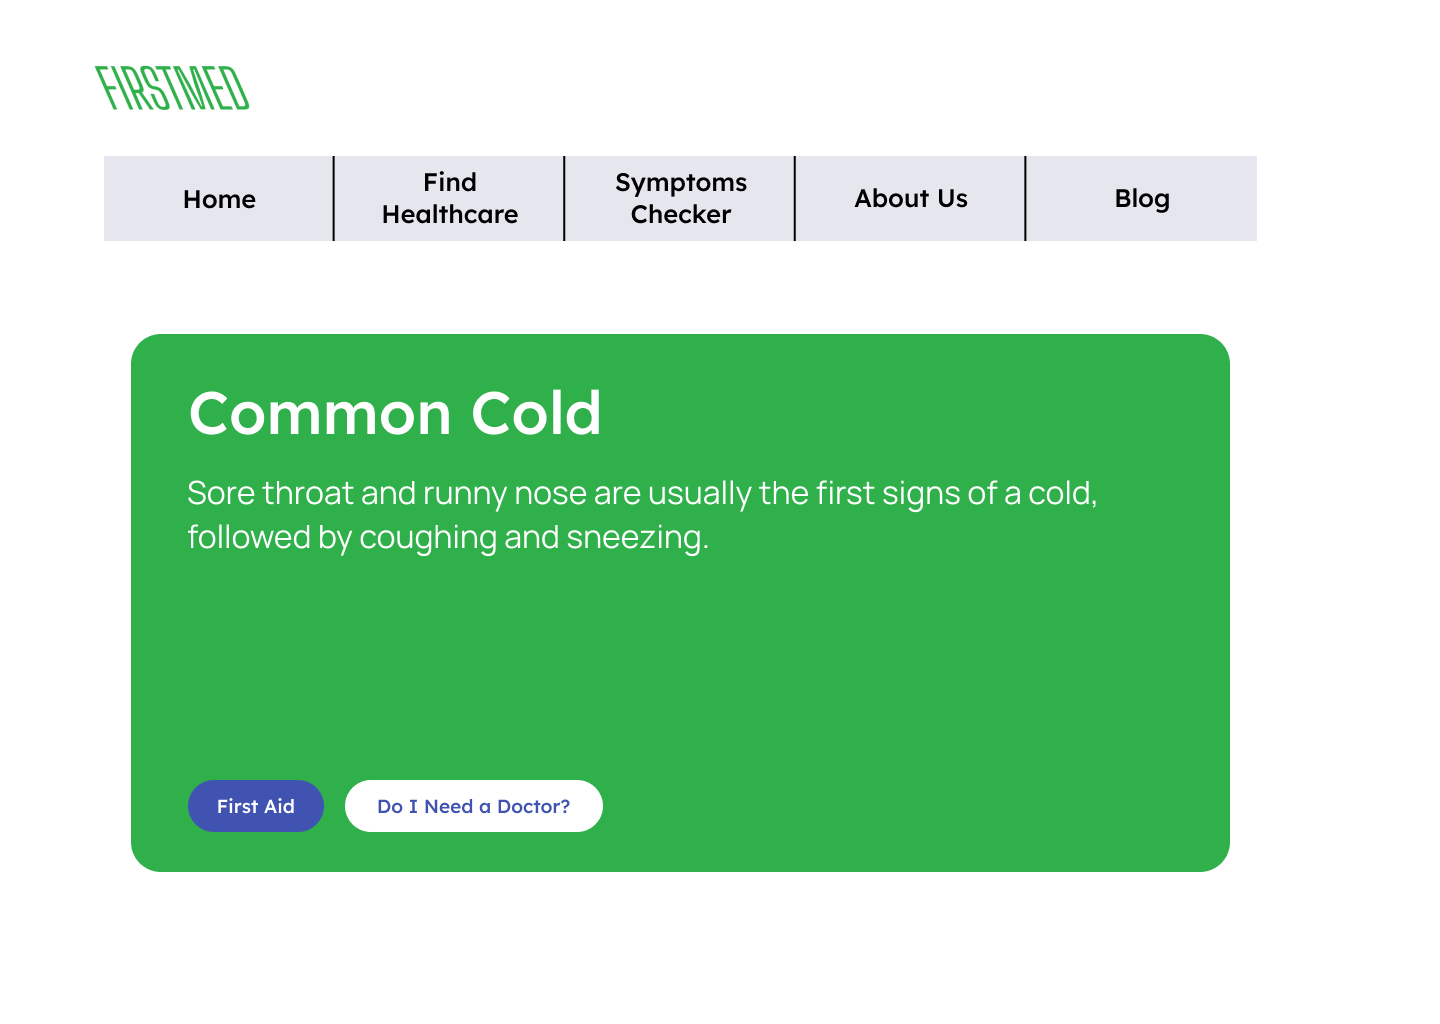 FIRSTMED
Home
Find
Healthcare
Symptoms
Checker
About Us
Blog
Common Cold
Sore throat and runny nose are usually the first signs of a cold,
followed by coughing and sneezing.
First Aid
Do I Need a Doctor?